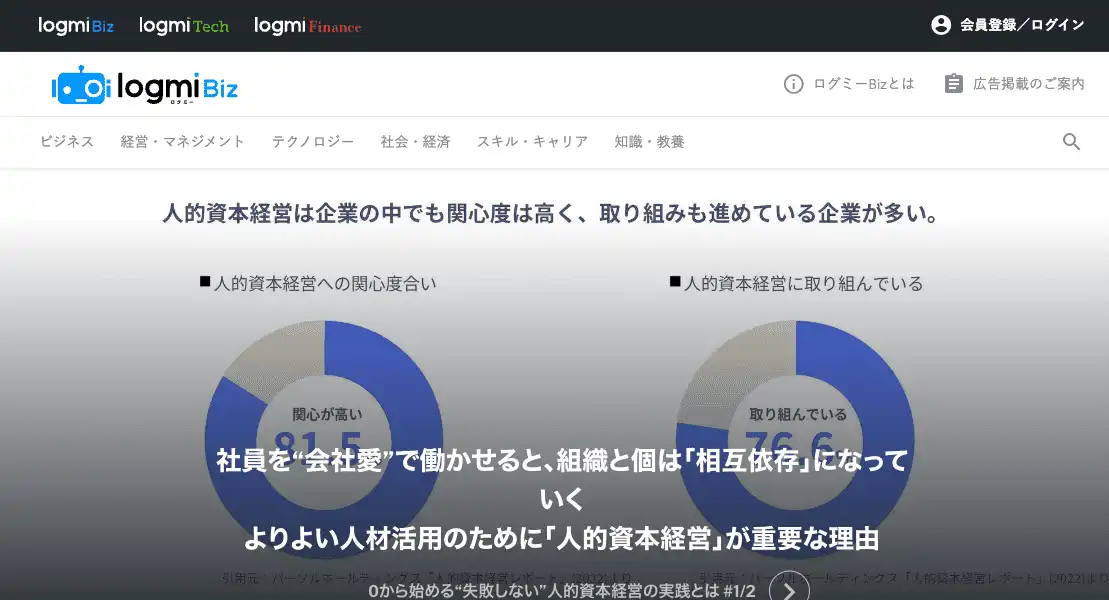 logmi Biz logmi Tech logmi Finance 会員登録／ログイン
logmi Biz ログミーBizとは 広告掲載のご案内
ログミー
ビジネス 経営・マネジメント テクノロジー 社会・経済 スキル・キャリア 知識・教養
人的資本経営は企業の中でも関心度は高く、取り組みも進めている企業が多い。
■人的資本経営への関心度合い ■人的資本経営に取り組んでいる
関心が高い 取り組んでいる
81.5 76.6
社員を“会社愛”で働かせると、組織と個は「相互依存」になって
いく
よりよい人材活用のために「人的資本経営」が重要な理由
引用元：パーソルホールディングス「人的資本経営レポート」(2022)より 引用元：パーソルホールディングス「人的資本経営レポート」(2022)より
0から始める“失敗しない”人的資本経営の実践とは #1/2